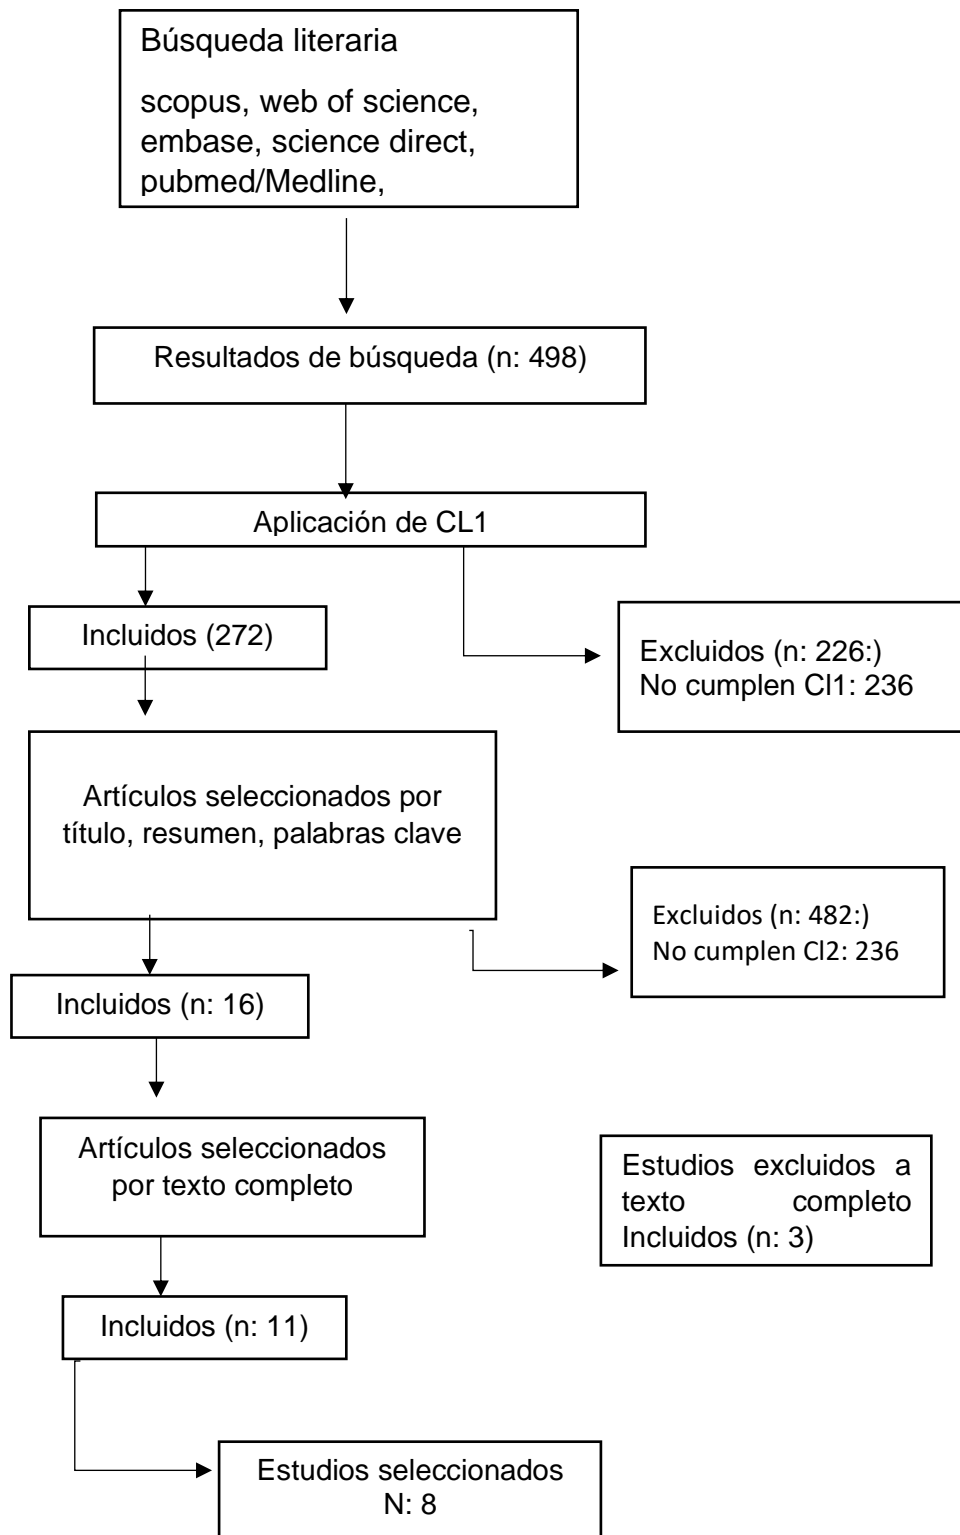 Búsqueda literaria
scopus, web of science,
embase, science direct,
pubmed/Medline,
Resultados de búsqueda (n: 498)
Aplicación de CL1
Incluidos (272)
Excluidos (n: 226:)
No cumplen Cl1: 236
Artículos seleccionados por
título, resumen, palabras clave
Excluidos (n: 482:)
No cumplen Cl2: 236
Incluidos (n: 16)
Artículos seleccionados
por texto completo
Estudios excluidos a
texto completo
Incluidos (n: 3)
Incluidos (n: 11)
Estudios seleccionados
N: 8